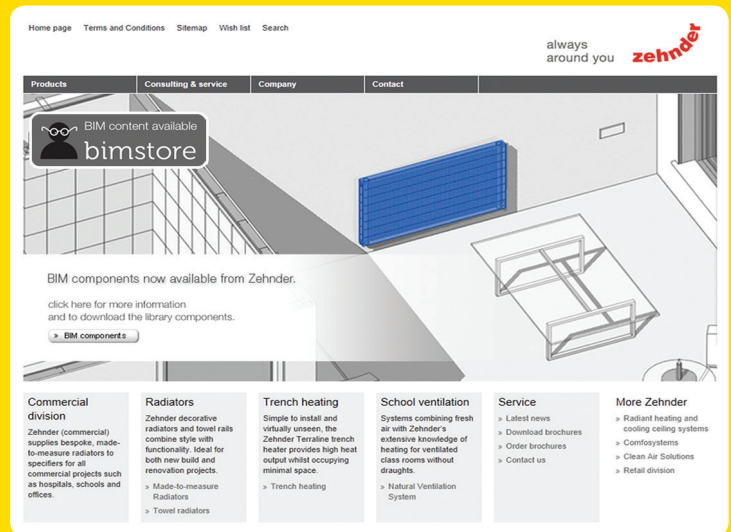 Home page Terms and Conditions Sitemap Wish list Search
always
around you
zehnder
Products Consulting & service Company Contact
BIM content available
bimstore
BIM components now available from Zehnder.
click here for more information
and to download the library components.
» BIM components
Commercial
division
Zehnder (commercial)
supplies bespoke, made-
to-measure radiators to
specifiers for all
commercial projects such
as hospitals, schools and
offices.
Radiators
Zehnder decorative
radiators and towel rails
combine style with
functionality. Ideal for
both new build and
renovation projects.
» Made-to-measure
Radiators
» Towel radiators
Trench heating
Simple to install and
virtually unseen, the
Zehnder Terraline trench
heater provides high heat
output whilst occupying
minimal space.
» Trench heating
School ventilation
Systems combining fresh
air with Zehnder's
extensive knowledge of
heating for ventilated
class rooms without
draughts.
» Natural Ventilation
System
Service
» Latest news
» Download brochures
» Order brochures
» Contact us
More Zehnder
» Radiant heating and
cooling ceiling systems
» Comfosystems
» Clean Air Solutions
» Retail division